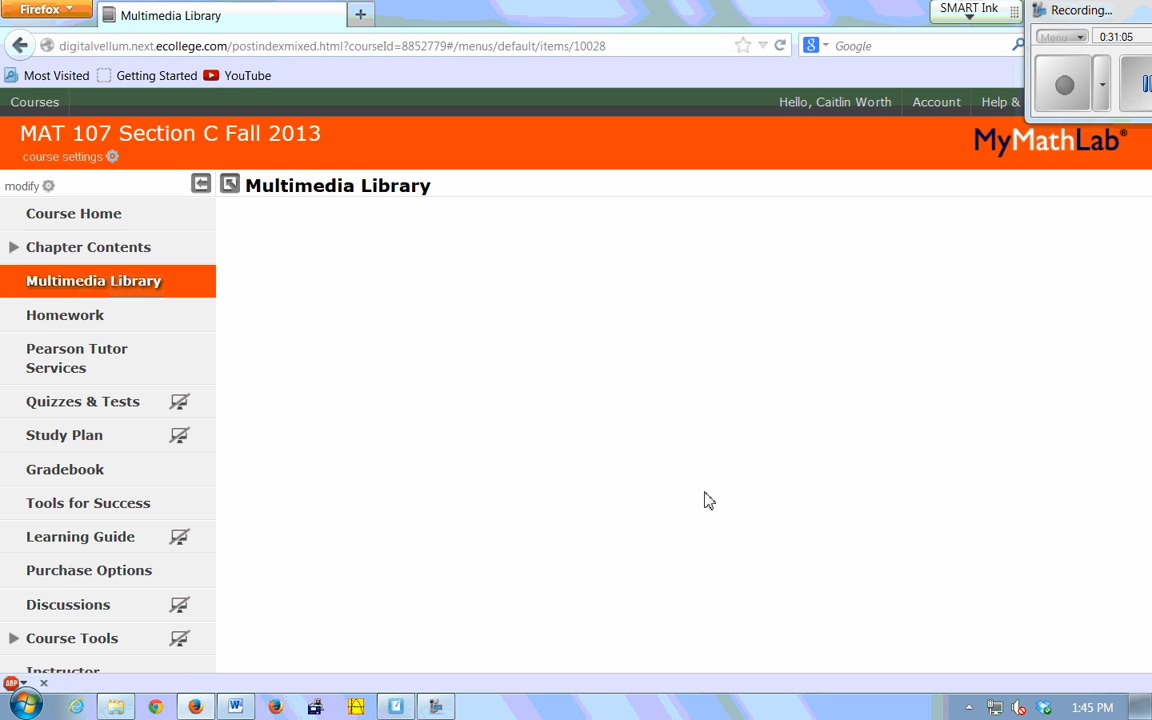 Firefox
Multimedia Library
SMART Ink
Recording...
digitalvellum.next.ecollege.com/postindexmixed.html?courseId=8852779#/menus/default/items/10028
Google
Menu
0:31:05
Most Visited
Getting Started
YouTube
Courses
Hello, Caitlin Worth
Account
Help &
MAT 107 Section C Fall 2013
course settings
MyMathLab®
modify
Multimedia Library
Course Home
Chapter Contents
Multimedia Library
Homework
Pearson Tutor
Services
Quizzes & Tests
Study Plan
Gradebook
Tools for Success
Learning Guide
Purchase Options
Discussions
Course Tools
Instructor
ABP
1:45 PM